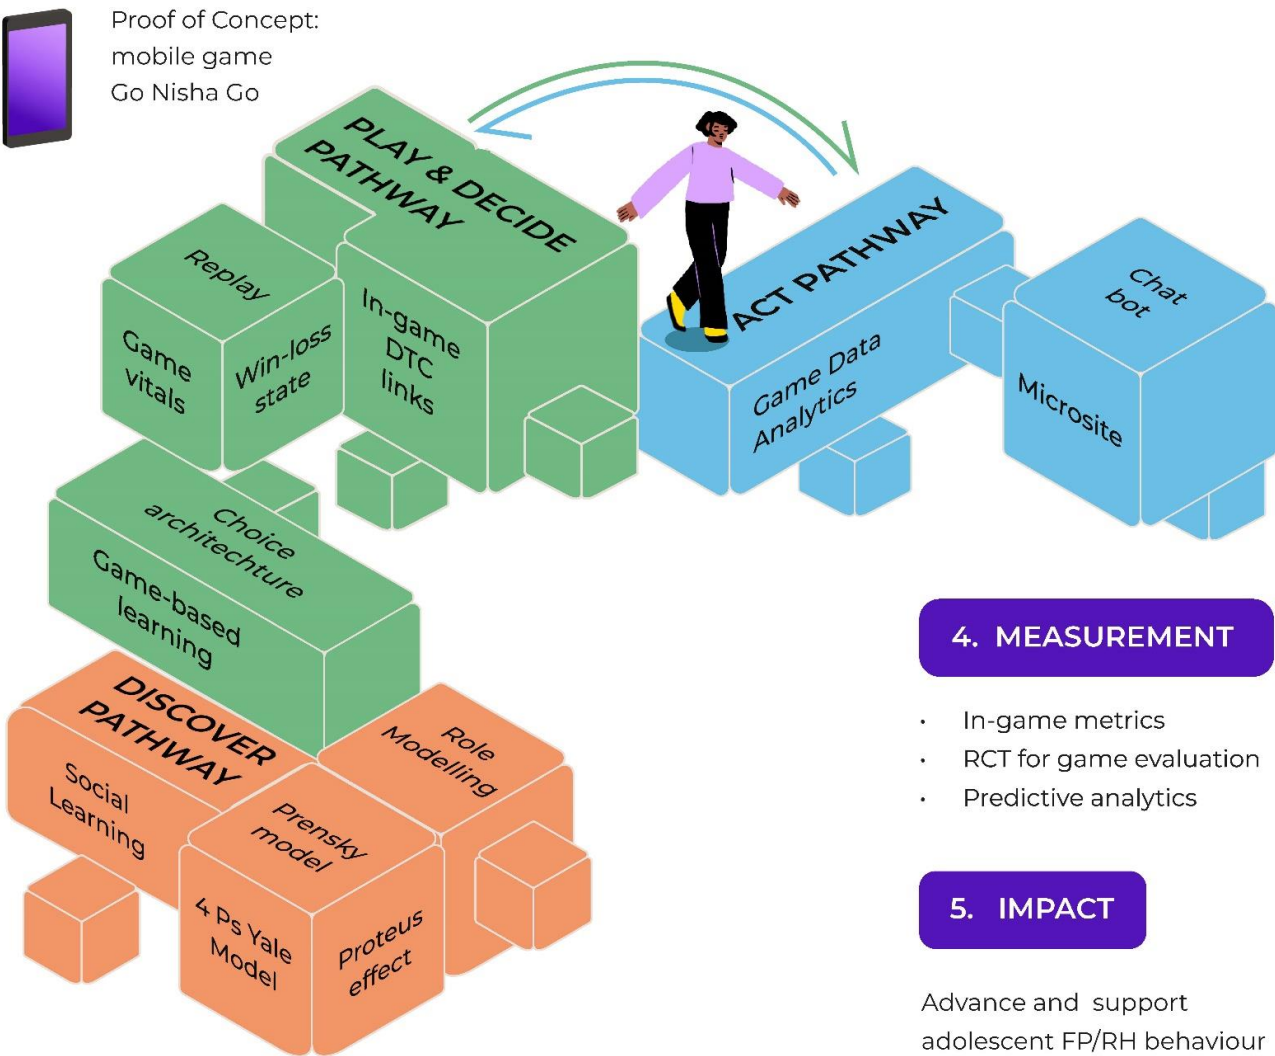 Proof of Concept:
mobile game
Go Nisha Go
PLAY & DECIDE
PATHWAY
Replay
Game
vitals
Win-loss
state
In-game
DTC
links
ACT PATHWAY
Game Data
Analytics
Chat
bot
Microsite
Choice
architechture
Game-based
learning
DISCOVER
PATHWAY
Social
Learning
Role
Modelling
Prensky
model
4 Ps Yale
Model
Proteus
effect
4. MEASUREMENT
• In-game metrics
• RCT for game evaluation
• Predictive analytics
5. IMPACT
Advance and support
adolescent FP/RH behaviour